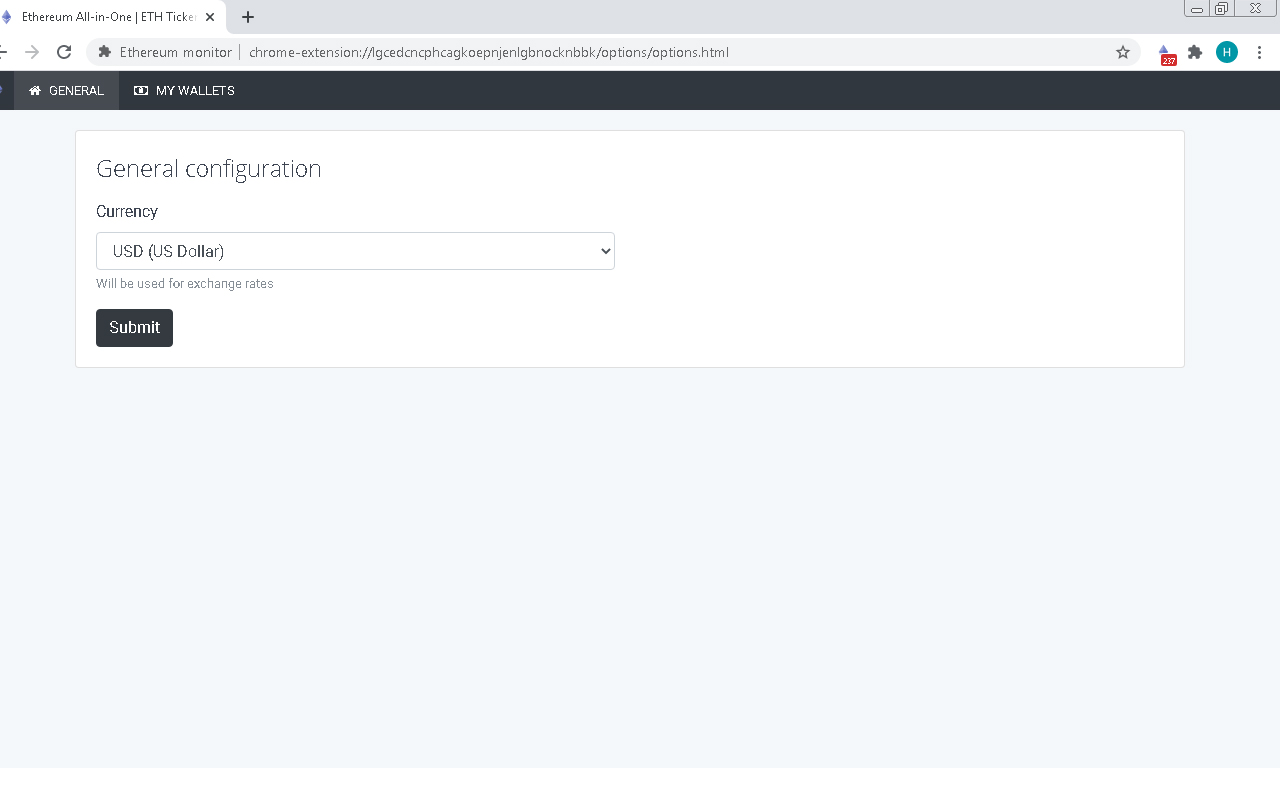 Ethereum All-in-One | ETH Ticker
Ethereum monitor
chrome-extension://lgcedcncphcagkoepnjenlgbnocknbbk/options/options.html
237
H
GENERAL
MY WALLETS
General configuration
Currency
USD (US Dollar)
Will be used for exchange rates
Submit